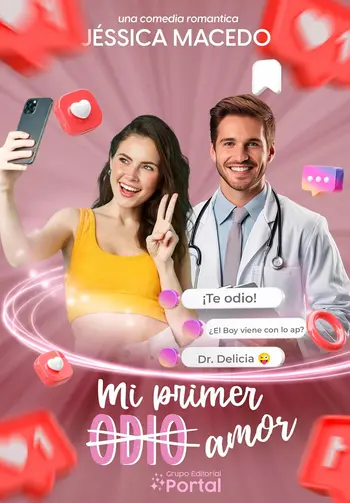 una comedia romantica
JÉSSICA MACEDO
¡Te odio!
¿El Boy viene con lo ap?
Dr. Delicia 😜
Mi primer
ODIO amor
Grupo Editorial
Portal